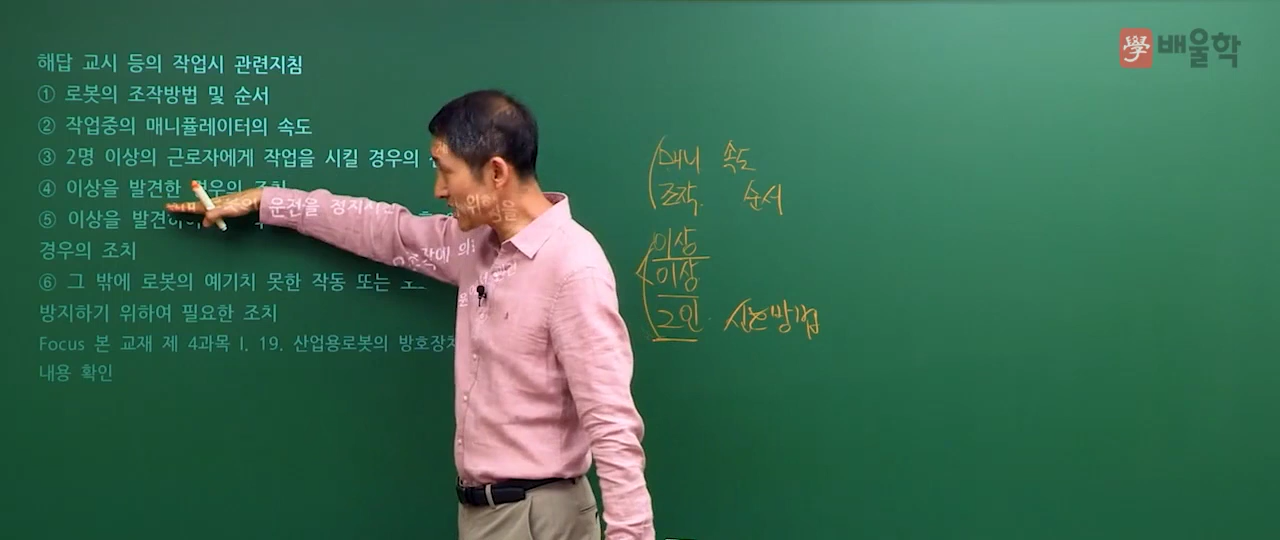 해답 교시 등의 작업시 관련지침
① 로봇의 조작방법 및 순서
② 작업중의 매니퓰레이터의 속도
③ 2명 이상의 근로자에게 작업을 시킬 경우의
④ 이상을 발견한 경우의 조치
⑤ 이상을 발견하여 운전을 정지시킨
경우의 조치
⑥ 그 밖에 로봇의 예기치 못한 작동 또는
방지하기 위하여 필요한 조치
Focus 본 교재 제 4과목 I. 19. 산업용로봇의 방호장치
내용 확인
學 배울학
매니 속도
조작. 순서
이상
이상
2인. 신호방법